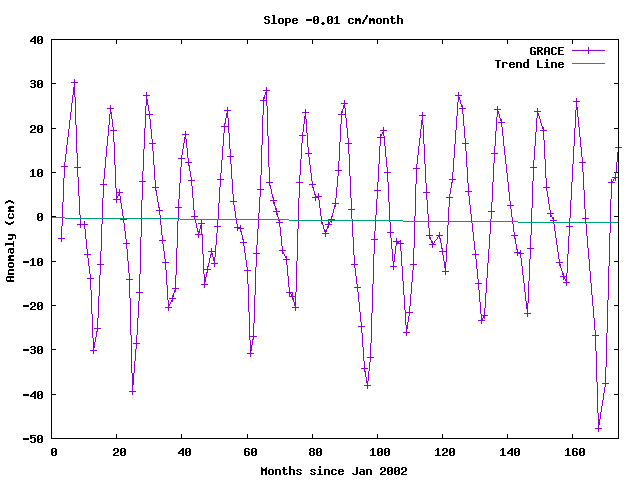 Slope -0.01 cm/month
GRACE
Trend Line
40
30
20
10
0
-10
-20
-30
-40
-50
Anomaly (cm)
0 20 40 60 80 100 120 140 160
Months since Jan 2002